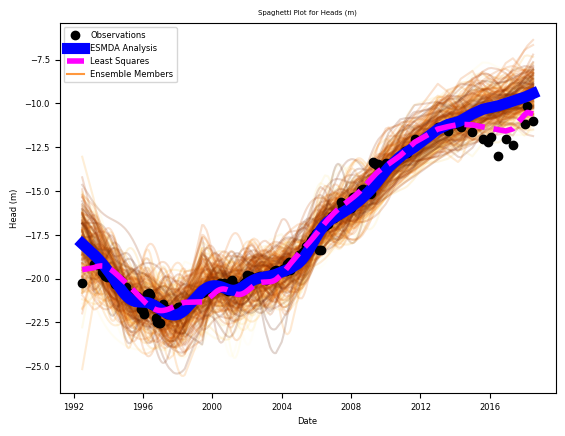 Spaghetti Plot for Heads (m)
Observations
ESMDA Analysis
Least Squares
Ensemble Members
Head (m)
−7.5
−10.0
−12.5
−15.0
−17.5
−20.0
−22.5
−25.0
1992 1996 2000 2004 2008 2012 2016
Date